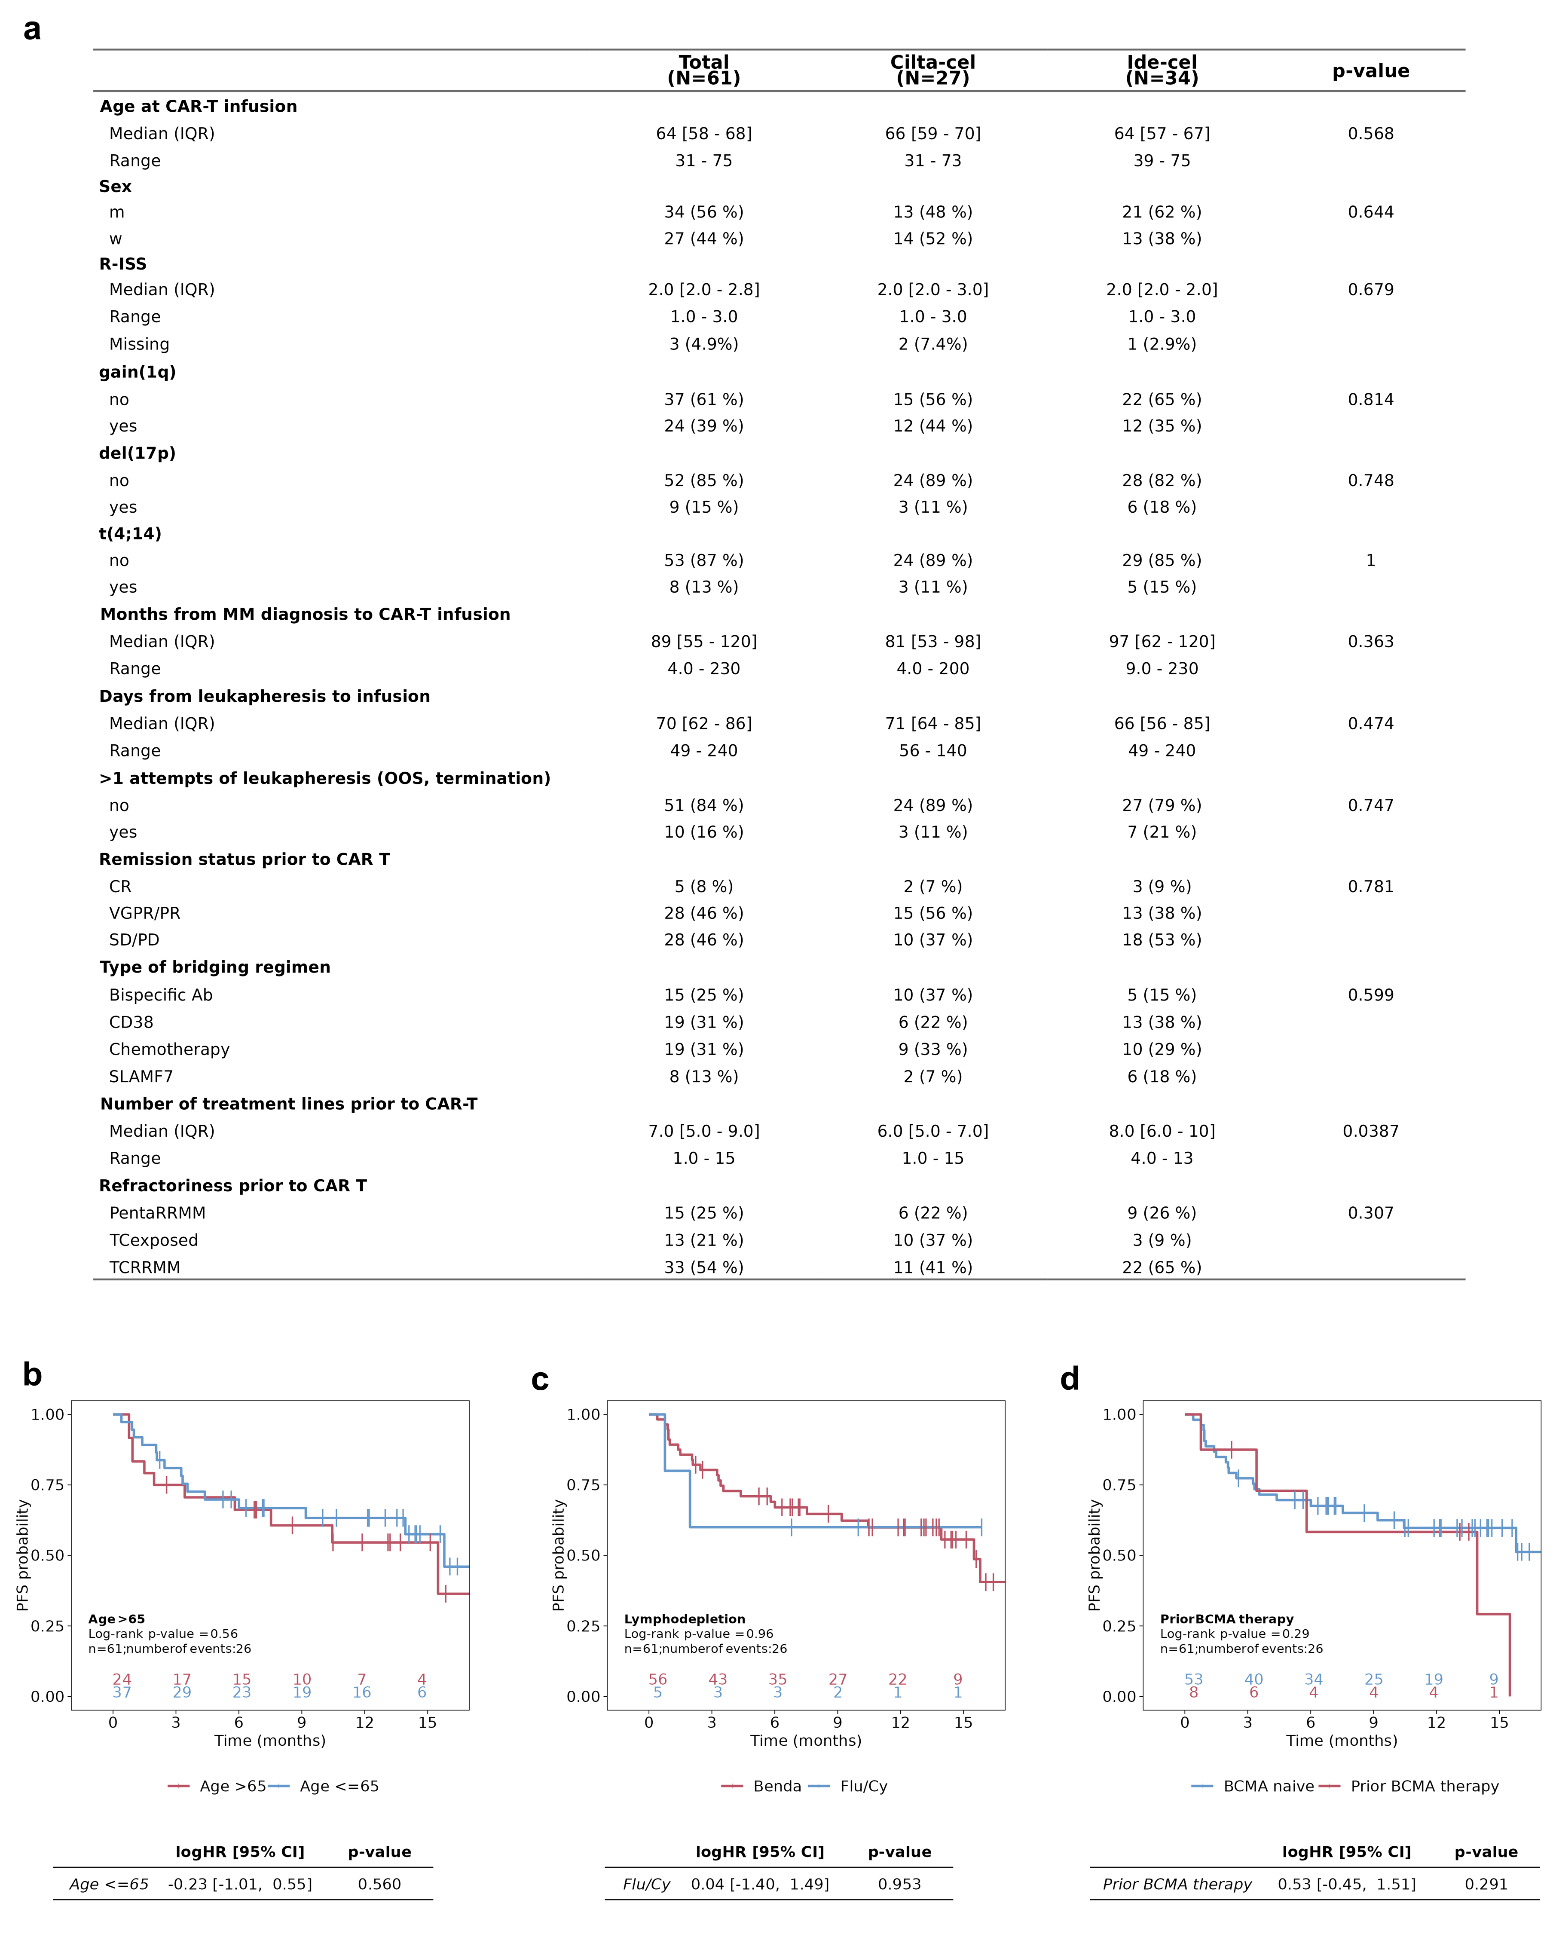 a
Total Cilta-cel Ide-cel p-value
(N=61) (N=27) (N=34)
Age at CAR-T infusion
Median (IQR) 64 [58 - 68] 66 [59 - 70] 64 [57 - 67] 0.568
Range 31 - 75 31 - 73 39 - 75
Sex
m 34 (56 %) 13 (48 %) 21 (62 %) 0.644
w 27 (44 %) 14 (52 %) 13 (38 %)
R-ISS
Median (IQR) 2.0 [2.0 - 2.8] 2.0 [2.0 - 3.0] 2.0 [2.0 - 2.0] 0.679
Range 1.0 - 3.0 1.0 - 3.0 1.0 - 3.0
Missing 3 (4.9%) 2 (7.4%) 1 (2.9%)
gain(1q)
no 37 (61 %) 15 (56 %) 22 (65 %) 0.814
yes 24 (39 %) 12 (44 %) 12 (35 %)
del(17p)
no 52 (85 %) 24 (89 %) 28 (82 %) 0.748
yes 9 (15 %) 3 (11 %) 6 (18 %)
t(4;14)
no 53 (87 %) 24 (89 %) 29 (85 %) 1
yes 8 (13 %) 3 (11 %) 5 (15 %)
Months from MM diagnosis to CAR-T infusion
Median (IQR) 89 [55 - 120] 81 [53 - 98] 97 [62 - 120] 0.363
Range 4.0 - 230 4.0 - 200 9.0 - 230
Days from leukapheresis to infusion
Median (IQR) 70 [62 - 86] 71 [64 - 85] 66 [56 - 85] 0.474
Range 49 - 240 56 - 140 49 - 240
>1 attempts of leukapheresis (OOS, termination)
no 51 (84 %) 24 (89 %) 27 (79 %) 0.747
yes 10 (16 %) 3 (11 %) 7 (21 %)
Remission status prior to CAR T
CR 5 (8 %) 2 (7 %) 3 (9 %) 0.781
VGPR/PR 28 (46 %) 15 (56 %) 13 (38 %)
SD/PD 28 (46 %) 10 (37 %) 18 (53 %)
Type of bridging regimen
Bispecific Ab 15 (25 %) 10 (37 %) 5 (15 %) 0.599
CD38 19 (31 %) 6 (22 %) 13 (38 %)
Chemotherapy 19 (31 %) 9 (33 %) 10 (29 %)
SLAMF7 8 (13 %) 2 (7 %) 6 (18 %)
Number of treatment lines prior to CAR-T
Median (IQR) 7.0 [5.0 - 9.0] 6.0 [5.0 - 7.0] 8.0 [6.0 - 10] 0.0387
Range 1.0 - 15 1.0 - 15 4.0 - 13
Refractoriness prior to CAR T
PentaRRMM 15 (25 %) 6 (22 %) 9 (26 %) 0.307
TCexposed 13 (21 %) 10 (37 %) 3 (9 %)
TCRRMM 33 (54 %) 11 (41 %) 22 (65 %)
b
PFS probability
1.00
0.75
0.50
0.25
0.00
Age >65
Log-rank p-value =0.56
n=61;numberof events:26
24 17 15 10 7 4
37 29 23 19 16 6
0 3 6 9 12 15
Time (months)
Age >65 Age <=65
logHR [95% CI] p-value
Age <=65 -0.23 [-1.01, 0.55] 0.560
c
PFS probability
1.00
0.75
0.50
0.25
0.00
Lymphodepletion
Log-rank p-value =0.96
n=61;numberof events:26
56 43 35 27 22 9
5 3 3 2 1 1
0 3 6 9 12 15
Time (months)
Benda Flu/Cy
logHR [95% CI] p-value
Flu/Cy 0.04 [-1.40, 1.49] 0.953
d
PFS probability
1.00
0.75
0.50
0.25
0.00
PriorBCMA therapy
Log-rank p-value =0.29
n=61;numberof events:26
53 40 34 25 19 9
8 6 4 4 4 1
0 3 6 9 12 15
Time (months)
BCMA naive Prior BCMA therapy
logHR [95% CI] p-value
Prior BCMA therapy 0.53 [-0.45, 1.51] 0.291